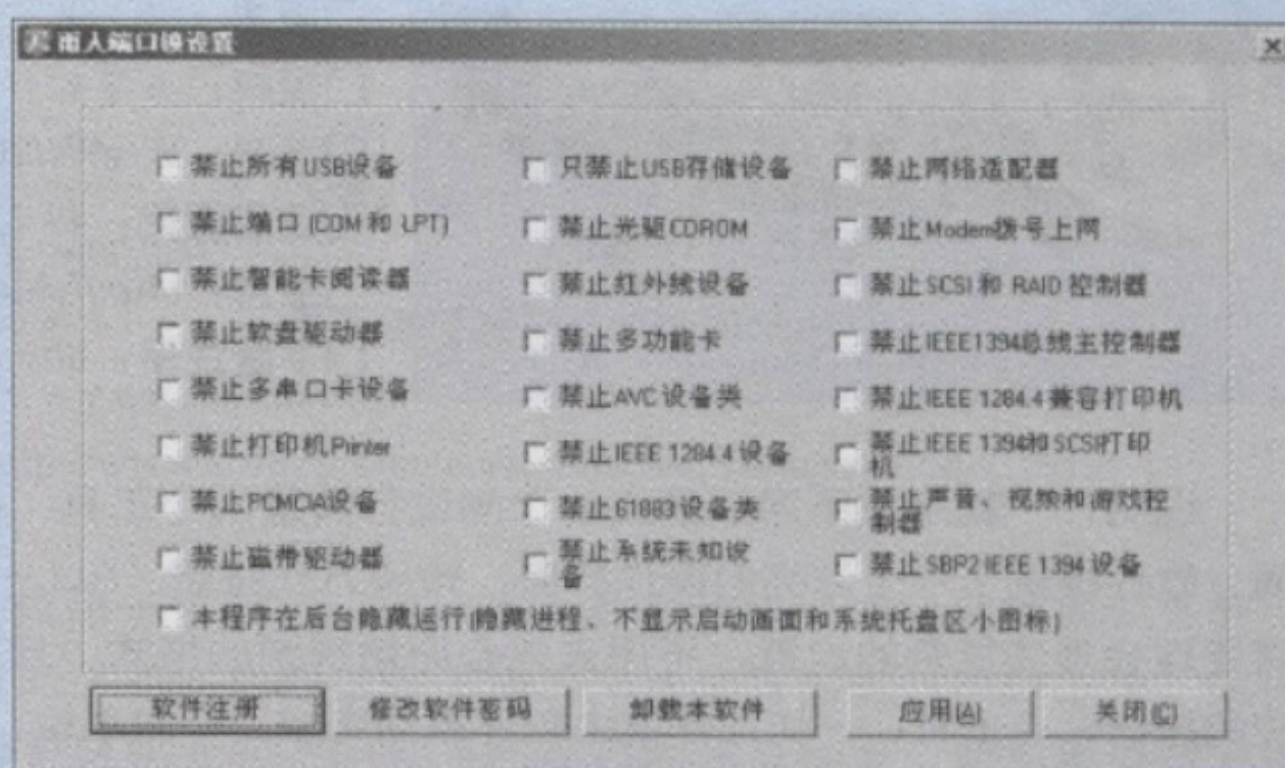 雨人端口锁设置
禁止所有USB设备 只禁止USB存储设备 禁止网络适配器
禁止端口 (COM 和 LPT) 禁止光驱CDROM 禁止Modem拨号上网
禁止智能卡阅读器 禁止红外线设备 禁止SCSI 和 RAID 控制器
禁止软盘驱动器 禁止多功能卡 禁止IEEE1394总线主控制器
禁止多串口卡设备 禁止AVC 设备类 禁止IEEE 1284.4 兼容打印机
禁止打印机Printer 禁止IEEE 1284.4 设备 禁止IEEE 1394和SCSI打印
机
禁止PCMCIA设备 禁止61883 设备类 禁止声音、视频和游戏控
制器
禁止磁带驱动器 禁止系统未知设
备 禁止SBP2 IEEE 1394 设备
本程序在后台隐藏运行(隐藏进程、不显示启动画面和系统托盘区小图标)
软件注册 修改软件密码 卸载本软件 应用(A) 关闭(C)